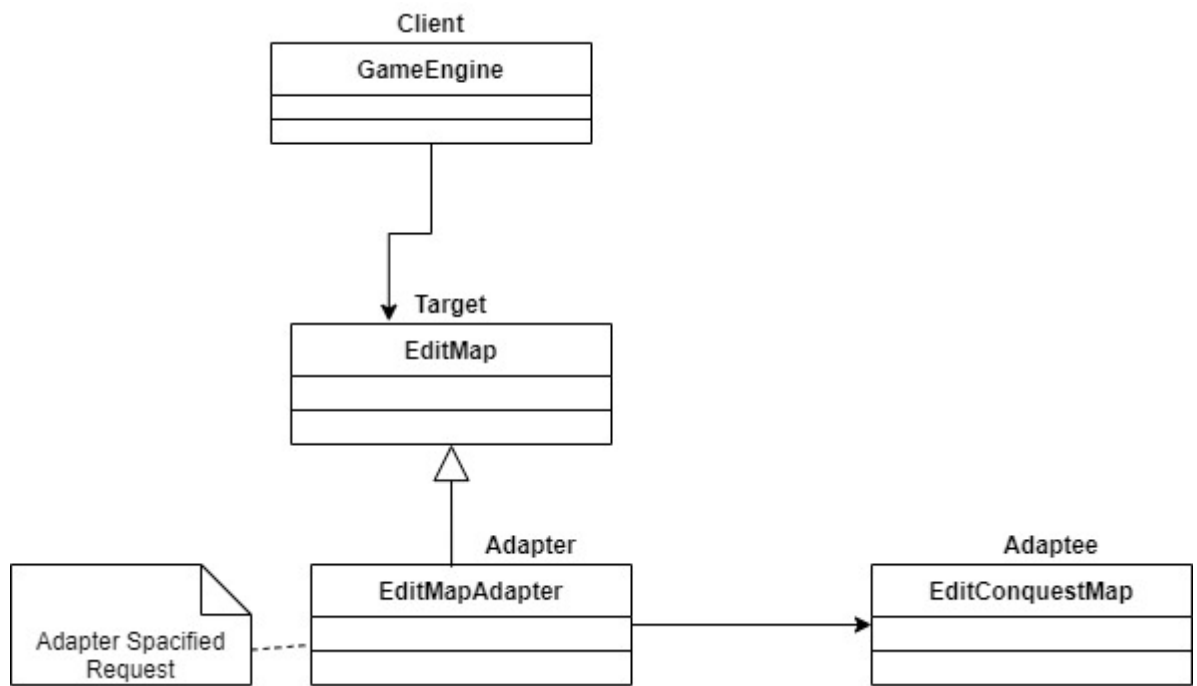 Client
GameEngine
Target
EditMap
Adapter
Adaptee
EditMapAdapter
EditConquestMap
Adapter Spacified
Request